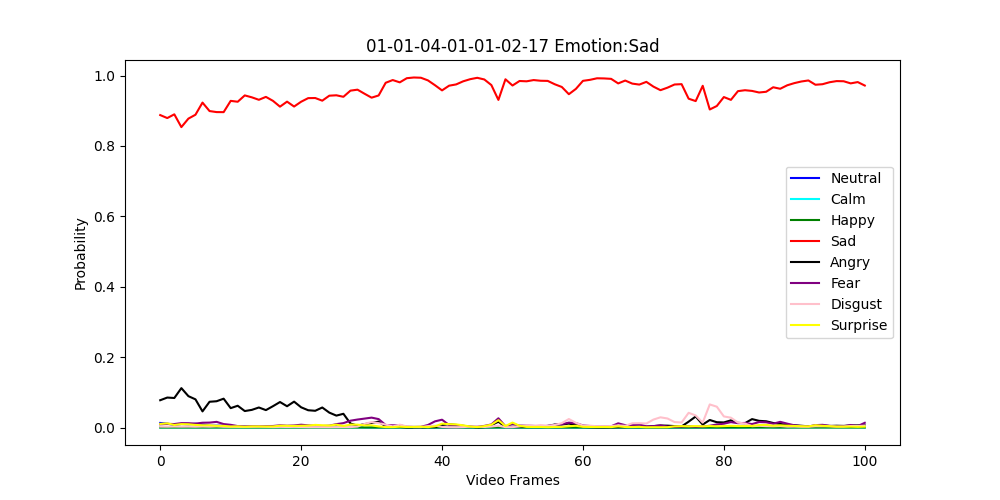 01-01-04-01-01-02-17 Emotion:Sad
1.0
0.8
0.6
0.4
0.2
0.0
Probability
0 20 40 60 80 100
Video Frames
Neutral
Calm
Happy
Sad
Angry
Fear
Disgust
Surprise